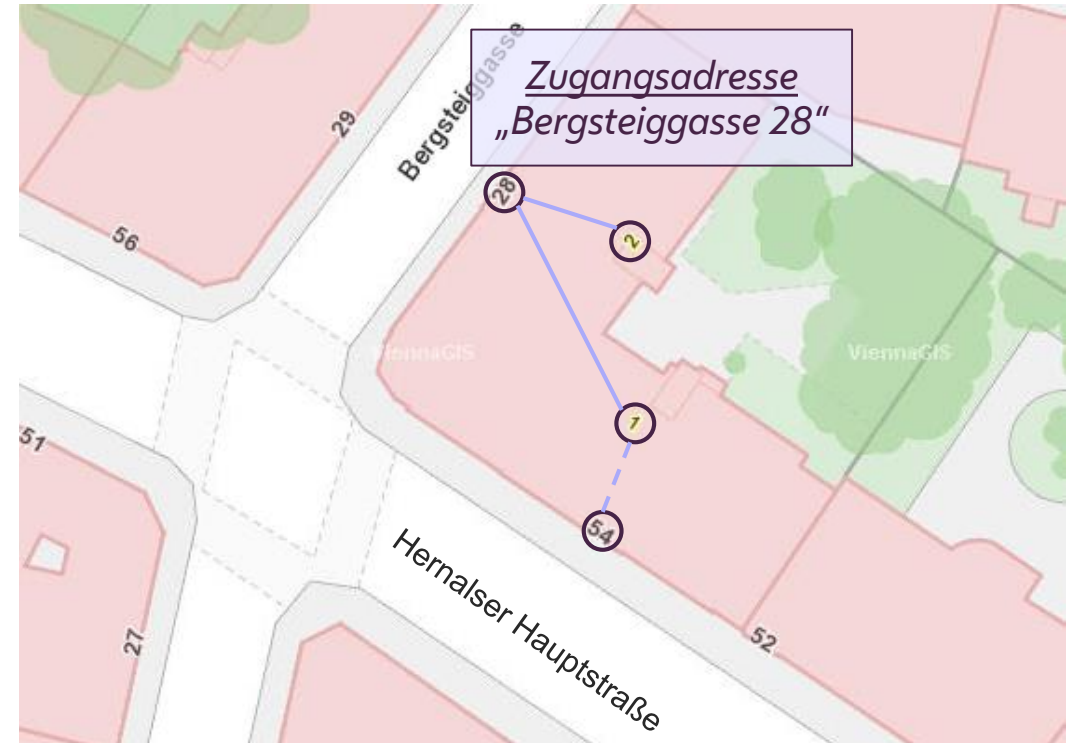 Zugangsadresse
„Bergsteiggasse 28“
Bergsteiggasse
29
28
56
2
ViennaGIS
ViennaGIS
1
51
54
Hernalser Hauptstraße
27
52